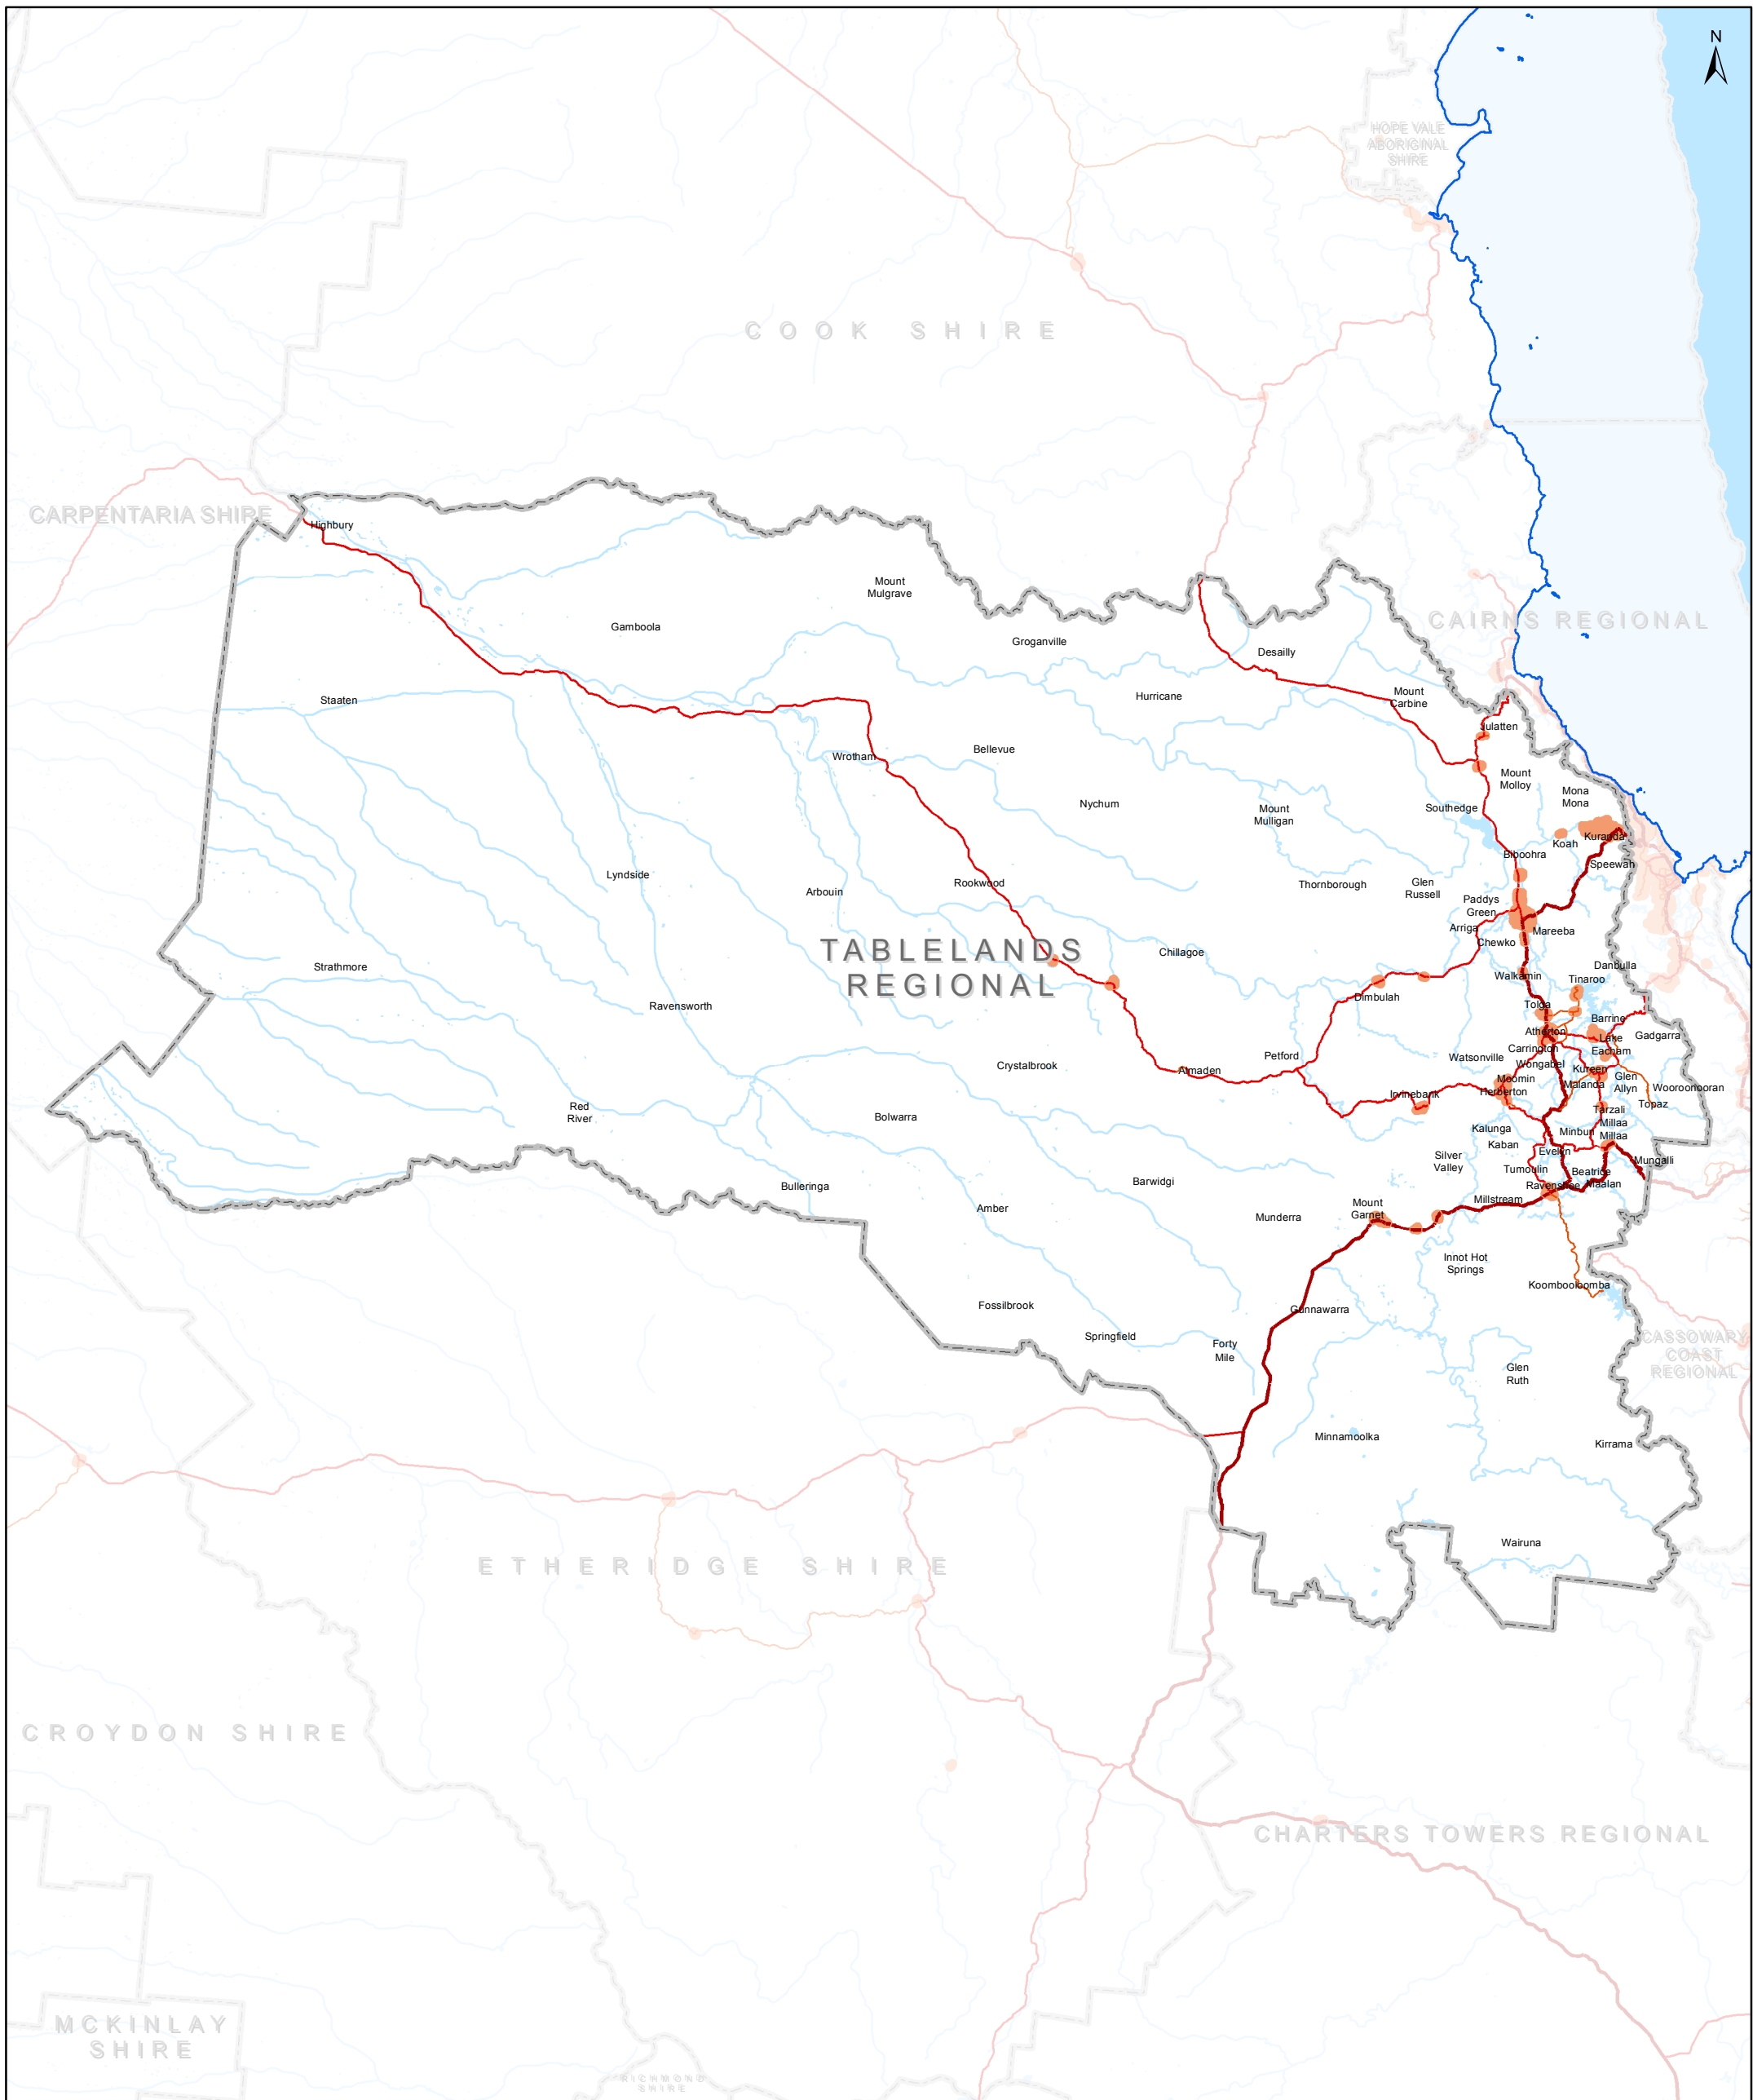 N
HOPE VALE
ABORIGINAL
SHIRE
COOK SHIRE
CARPENTARIA SHIRE
Highbury
Mount
Mulgrave
CAIRNS REGIONAL
Gamboola
Groganville
Desailly
Staaten
Hurricane
Mount
Carbine
Julatten
Wrotham
Bellevue
Mount
Molloy
Mona
Mona
Nychum
Mount
Mulligan
Southedge
Kuranda
Koah
Biboohra
Speewah
Lyndside
Arbouin
Rookwood
Thornborough
Glen
Russell
Paddys
Green
Arriga
Mareeba
Chewko
TABLELANDS
REGIONAL
Chillagoe
Strathmore
Danbulla
Walkamin
Tinaroo
Dimbulah
Ravensworth
Tolga
Barrine
Atherton
Lake
Eacham
Gadgarra
Carrington
Petford
Watsonville
Wongabel
Crystalbrook
Almaden
Kureen
Moomin
Malanda
Glen
Allyn
Wooroonooran
Irvinebank
Herberton
Topaz
Red
River
Bolwarra
Tarzali
Millaa
Millaa
Kalunga
Minbun
Kaban
Evelyn
Silver
Valley
Mungalli
Tumoulin
Beatrice
Barwidgi
Bulleringa
Ravenshoe
Maalan
Millstream
Amber
Mount
Garnet
Munderra
Innot Hot
Springs
Koombooloomba
Fossilbrook
Gunnawarra
Springfield
Forty
Mile
CASSOWARY
COAST
REGIONAL
Glen
Ruth
Minnamoolka
Kirrama
Wairuna
ETHERIDGE SHIRE
CROYDON SHIRE
CHARTERS TOWERS REGIONAL
MCKINLAY
SHIRE
RICHMOND
SHIRE